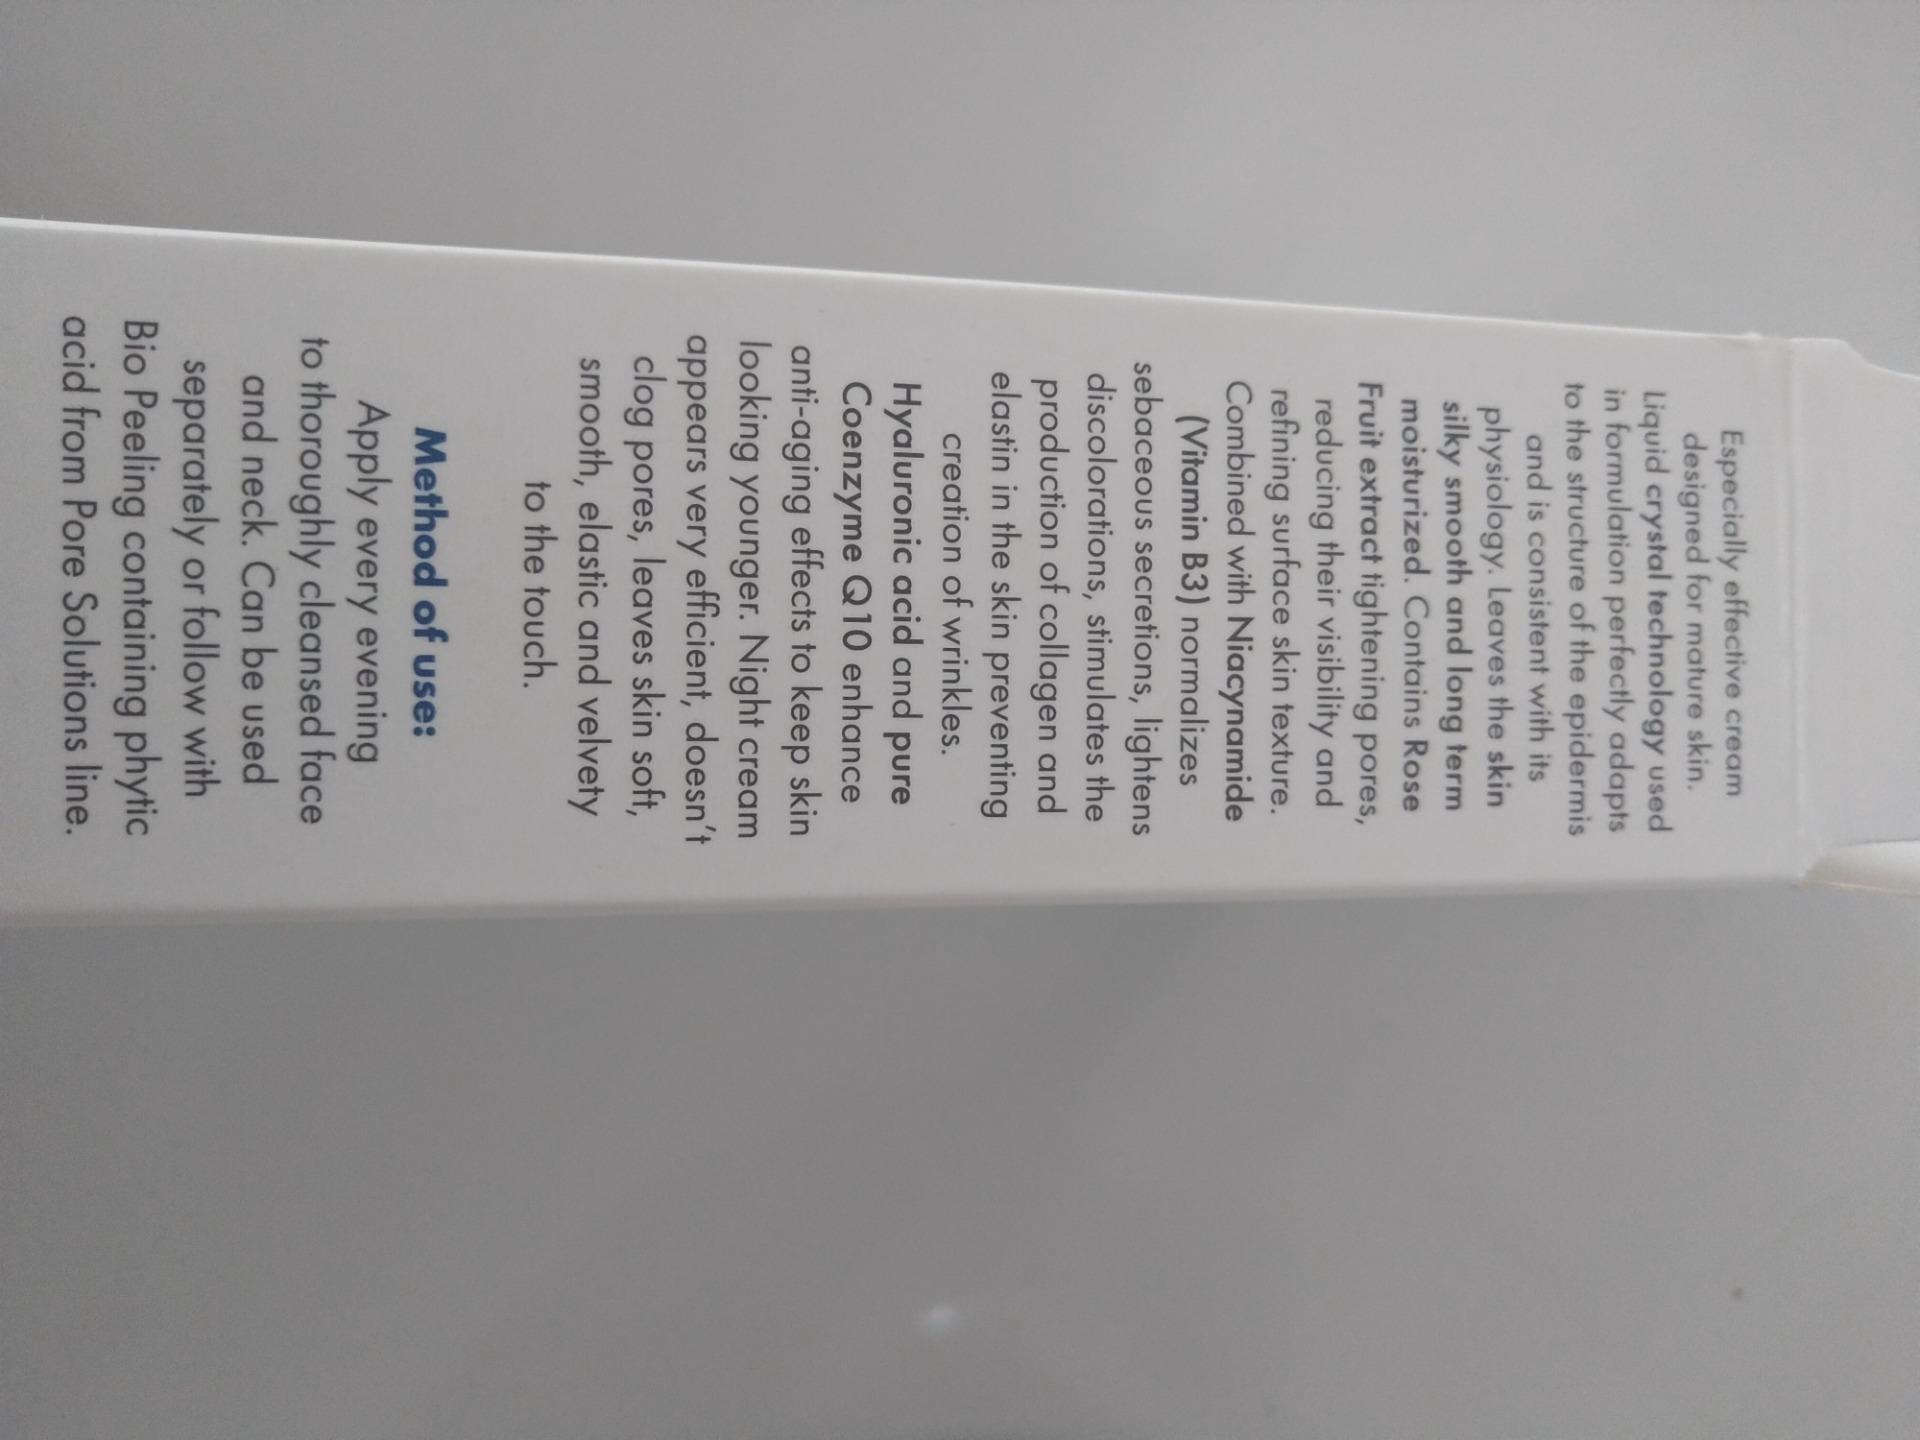 Especially effective cream
designed for mature skin.
Liquid crystal technology used
in formulation perfectly adapts
to the structure of the epidermis
and is consistent with its
physiology. Leaves the skin
silky smooth and long term
moisturized. Contains Rose
Fruit extract tightening pores,
reducing their visibility and
refining surface skin texture.
Combined with Niacynamide
(Vitamin B3) normalizes
sebaceous secretions, lightens
discolorations, stimulates the
production of collagen and
elastin in the skin preventing
creation of wrinkles.
Hyaluronic acid and pure
Coenzyme Q10 enhance
anti-aging effects to keep skin
looking younger. Night cream
appears very efficient, doesn't
clog pores, leaves skin soft,
smooth, elastic and velvety
to the touch.
Method of use:
Apply every evening
to thoroughly cleansed face
and neck. Can be used
separately or follow with
Bio Peeling containing phytic
acid from Pore Solutions line.